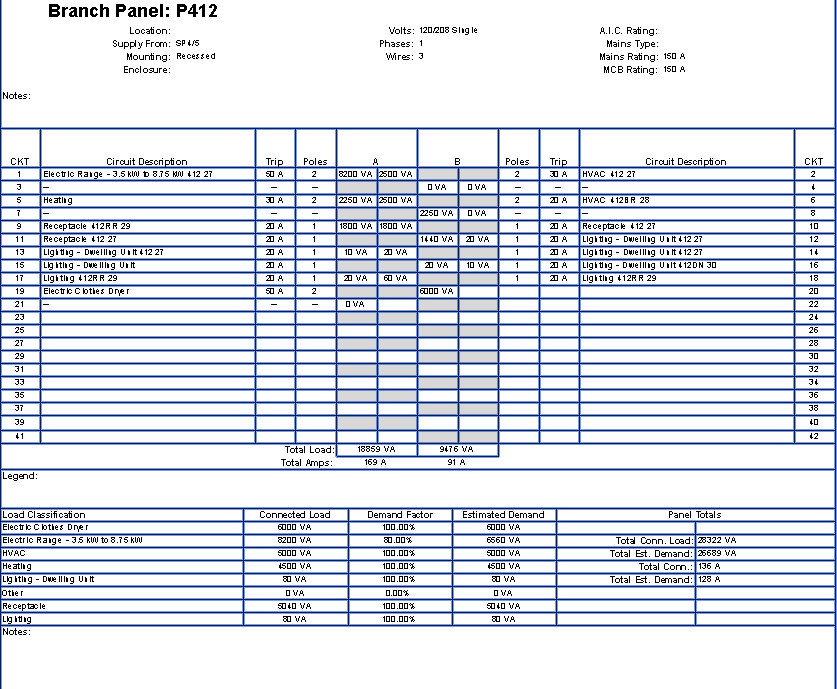 Branch Panel: P412
Location: Volts: 120/208 Single A.I.C. Rating:
Supply From: SP4/5 Phases: 1 Mains Type:
Mounting: Recessed Wires: 3 Mains Rating: 150 A
Enclosure: MCB Rating: 150 A
Notes:
CKT Circuit Description Trip Poles A B Poles Trip Circuit Description CKT
1 Electric Range - 3.5 kW to 8.75 kW 412 27 50 A 2 8200 VA 2500 VA 2 30 A HVAC 412 27 2
3 -- -- -- 0 VA 0 VA -- -- -- 4
5 Heating 30 A 2 2250 VA 2500 VA 2 20 A HVAC 412BR 28 6
7 -- -- -- 2250 VA 0 VA -- -- -- 8
9 Receptacle 412RR 29 20 A 1 1800 VA 1800 VA 1 20 A Receptacle 412 27 10
11 Receptacle 412 27 20 A 1 1440 VA 20 VA 1 20 A Lighting - Dwelling Unit 412 27 12
13 Lighting - Dwelling Unit 412 27 20 A 1 10 VA 20 VA 1 20 A Lighting - Dwelling Unit 412 27 14
15 Lighting - Dwelling Unit 20 A 1 20 VA 10 VA 1 20 A Lighting - Dwelling Unit 412DN 30 16
17 Lighting 412RR 29 20 A 1 20 VA 60 VA 1 20 A Lighting 412RR 29 18
19 Electric Clothes Dryer 50 A 2 6000 VA 20
21 -- -- -- 0 VA 22
23 24
25 26
27 28
29 30
31 32
33 34
35 36
37 38
39 40
41 42
Total Load: 18859 VA 9476 VA
Total Amps: 169 A 91 A
Legend:
Load Classification Connected Load Demand Factor Estimated Demand Panel Totals
Electric Clothes Dryer 6000 VA 100.00% 6000 VA
Electric Range - 3.5 kW to 8.75 kW 8200 VA 80.00% 6560 VA Total Conn. Load: 28322 VA
HVAC 5000 VA 100.00% 5000 VA Total Est. Demand: 26689 VA
Heating 4500 VA 100.00% 4500 VA Total Conn.: 136 A
Lighting - Dwelling Unit 80 VA 100.00% 80 VA Total Est. Demand: 128 A
Other 0 VA 0.00% 0 VA
Receptacle 5040 VA 100.00% 5040 VA
Lighting 80 VA 100.00% 80 VA
Notes: